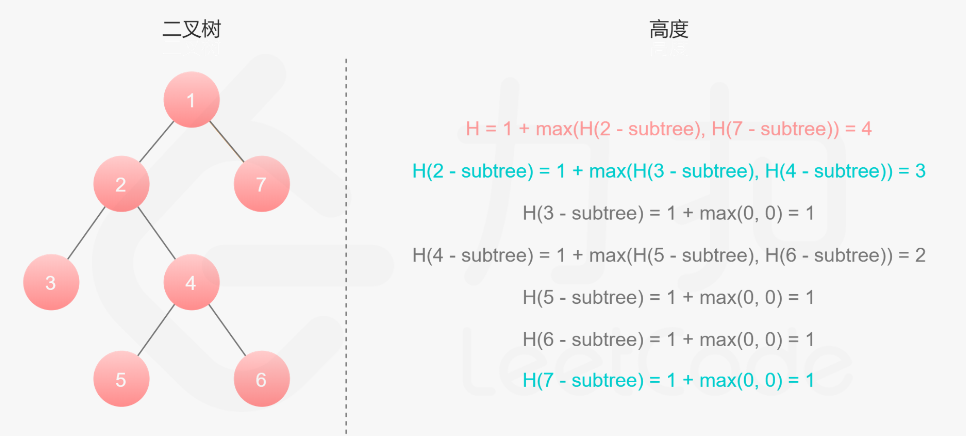 二叉树
高度
1
2
7
3
4
5
6
H = 1 + max(H(2 - subtree), H(7 - subtree)) = 4
H(2 - subtree) = 1 + max(H(3 - subtree), H(4 - subtree)) = 3
H(3 - subtree) = 1 + max(0, 0) = 1
H(4 - subtree) = 1 + max(H(5 - subtree), H(6 - subtree)) = 2
H(5 - subtree) = 1 + max(0, 0) = 1
H(6 - subtree) = 1 + max(0, 0) = 1
H(7 - subtree) = 1 + max(0, 0) = 1
力扣
LeetCode